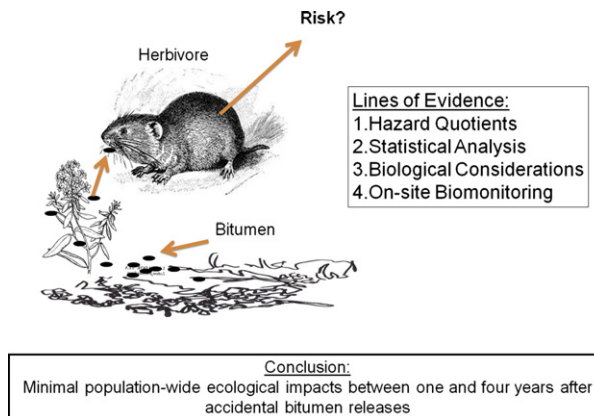 Risk?
Herbivore
Lines of Evidence:
1.Hazard Quotients
2.Statistical Analysis
3.Biological Considerations
4.On-site Biomonitoring
Bitumen
Conclusion:
Minimal population-wide ecological impacts between one and four years after
accidental bitumen releases